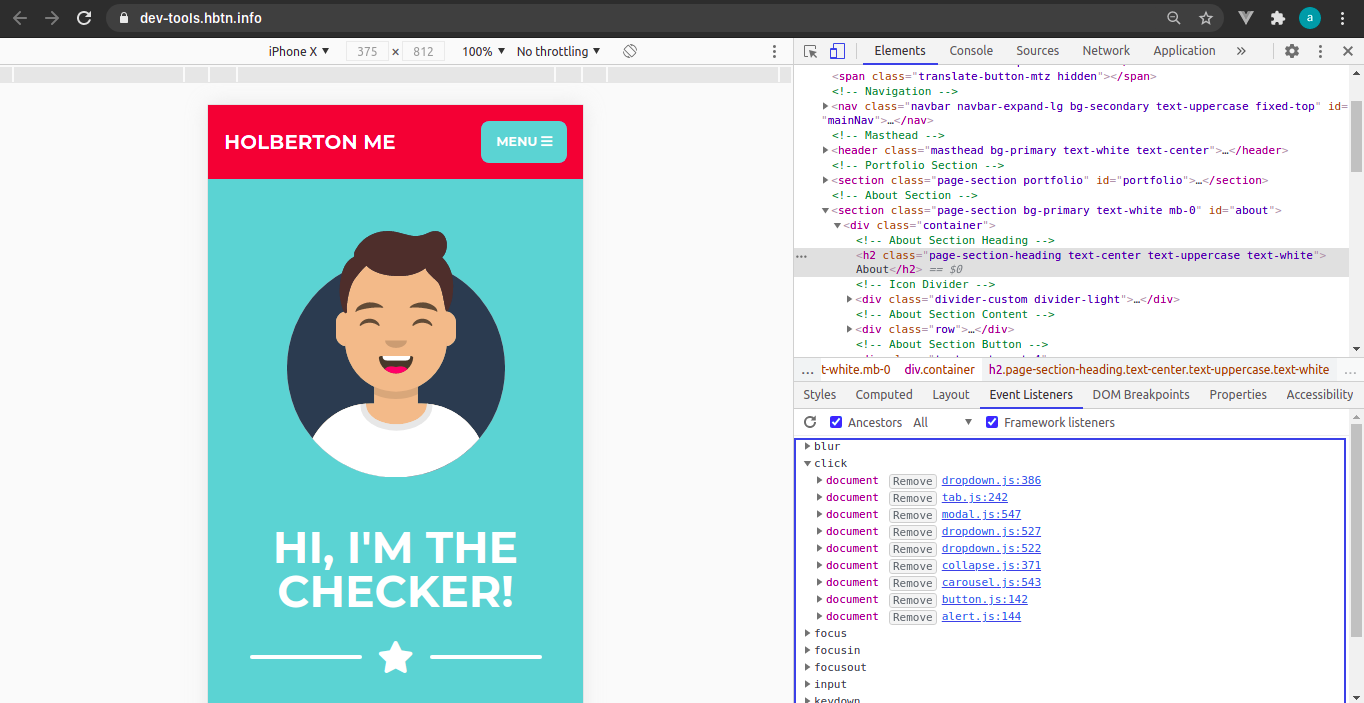 dev-tools.hbtn.info
a
iPhone X ▼ 375 × 812 100% ▼ No throttling ▼
Elements Console Sources Network Application »
<span class="translate-button-mtz hidden"></span>
<!-- Navigation -->
<nav class="navbar navbar-expand-lg bg-secondary text-uppercase fixed-top" id=
"mainNav">…</nav>
<!-- Masthead -->
<header class="masthead bg-primary text-white text-center">…</header>
<!-- Portfolio Section -->
<section class="page-section portfolio" id="portfolio">…</section>
<!-- About Section -->
<section class="page-section bg-primary text-white mb-0" id="about">
<div class="container">
<!-- About Section Heading -->
<h2 class="page-section-heading text-center text-uppercase text-white">
About</h2> == $0
<!-- Icon Divider -->
<div class="divider-custom divider-light">…</div>
<!-- About Section Content -->
<div class="row">…</div>
<!-- About Section Button -->
… t-white.mb-0 div.container h2.page-section-heading.text-center.text-uppercase.text-white …
Styles Computed Layout Event Listeners DOM Breakpoints Properties Accessibility
Ancestors All ▼ Framework listeners
blur
click
document Remove dropdown.js:386
document Remove tab.js:242
document Remove modal.js:547
document Remove dropdown.js:527
document Remove dropdown.js:522
document Remove collapse.js:371
document Remove carousel.js:543
document Remove button.js:142
document Remove alert.js:144
focus
focusin
focusout
input
keydown
HOLBERTON ME
MENU
HI, I'M THE
CHECKER!